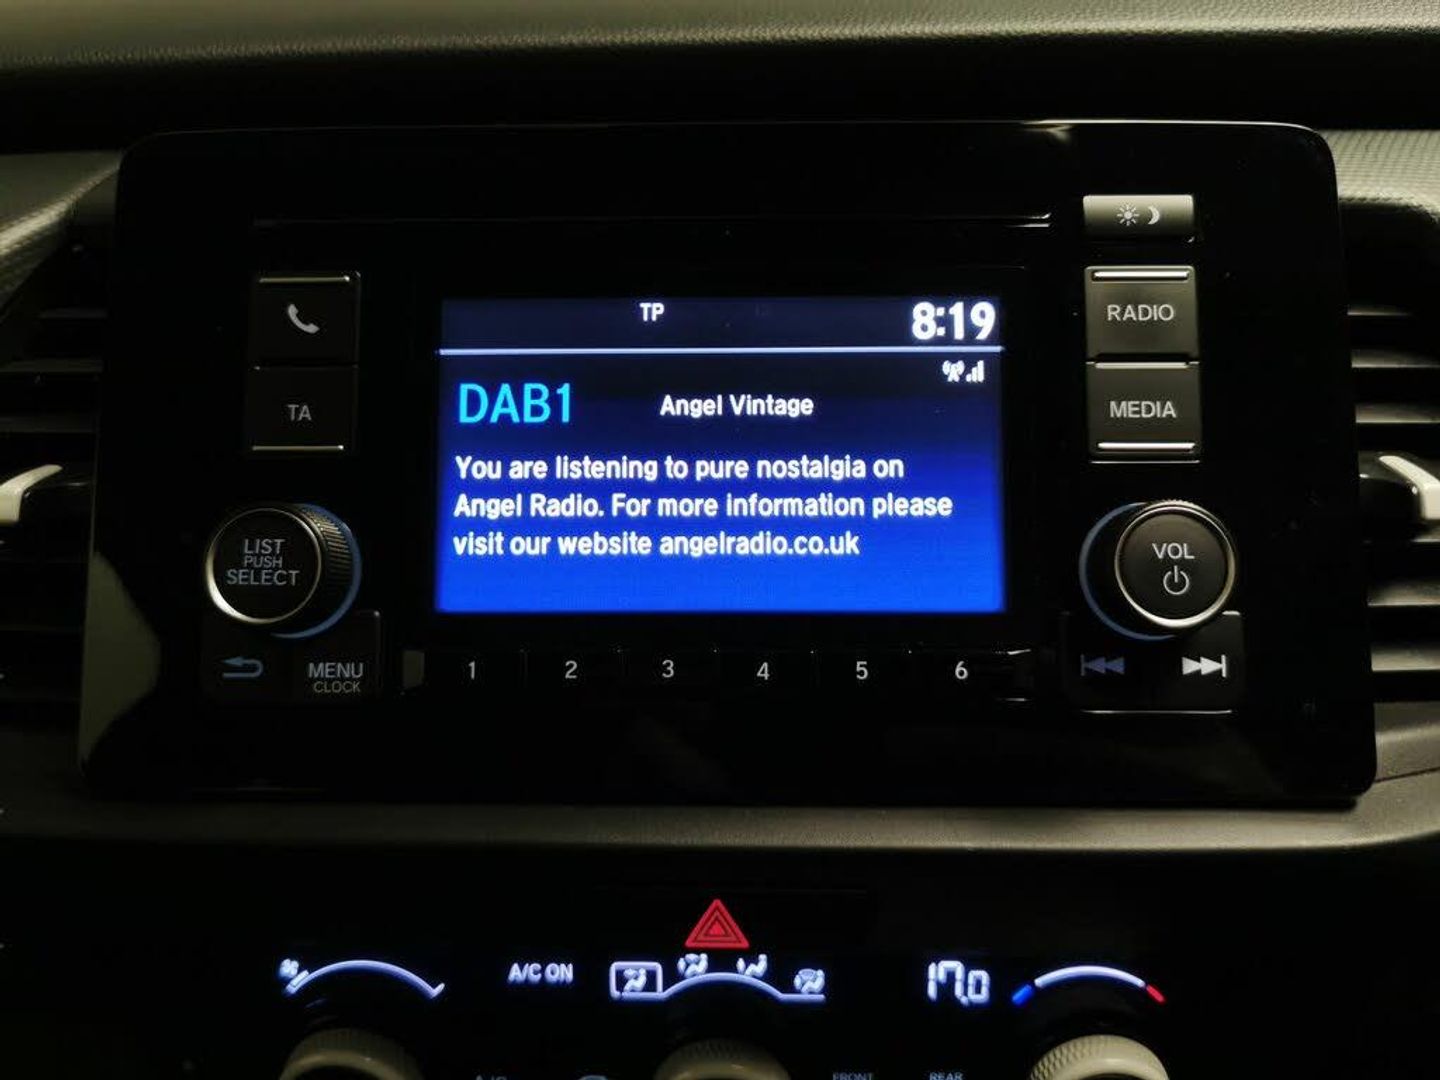 TP
8:19
RADIO
TA
DAB1
Angel Vintage
MEDIA
You are listening to pure nostalgia on
Angel Radio. For more information please
visit our website angelradio.co.uk
LIST
PUSH
SELECT
VOL
MENU
CLOCK
1 2 3 4 5 6
A/C ON
17.0
FRONT
REAR